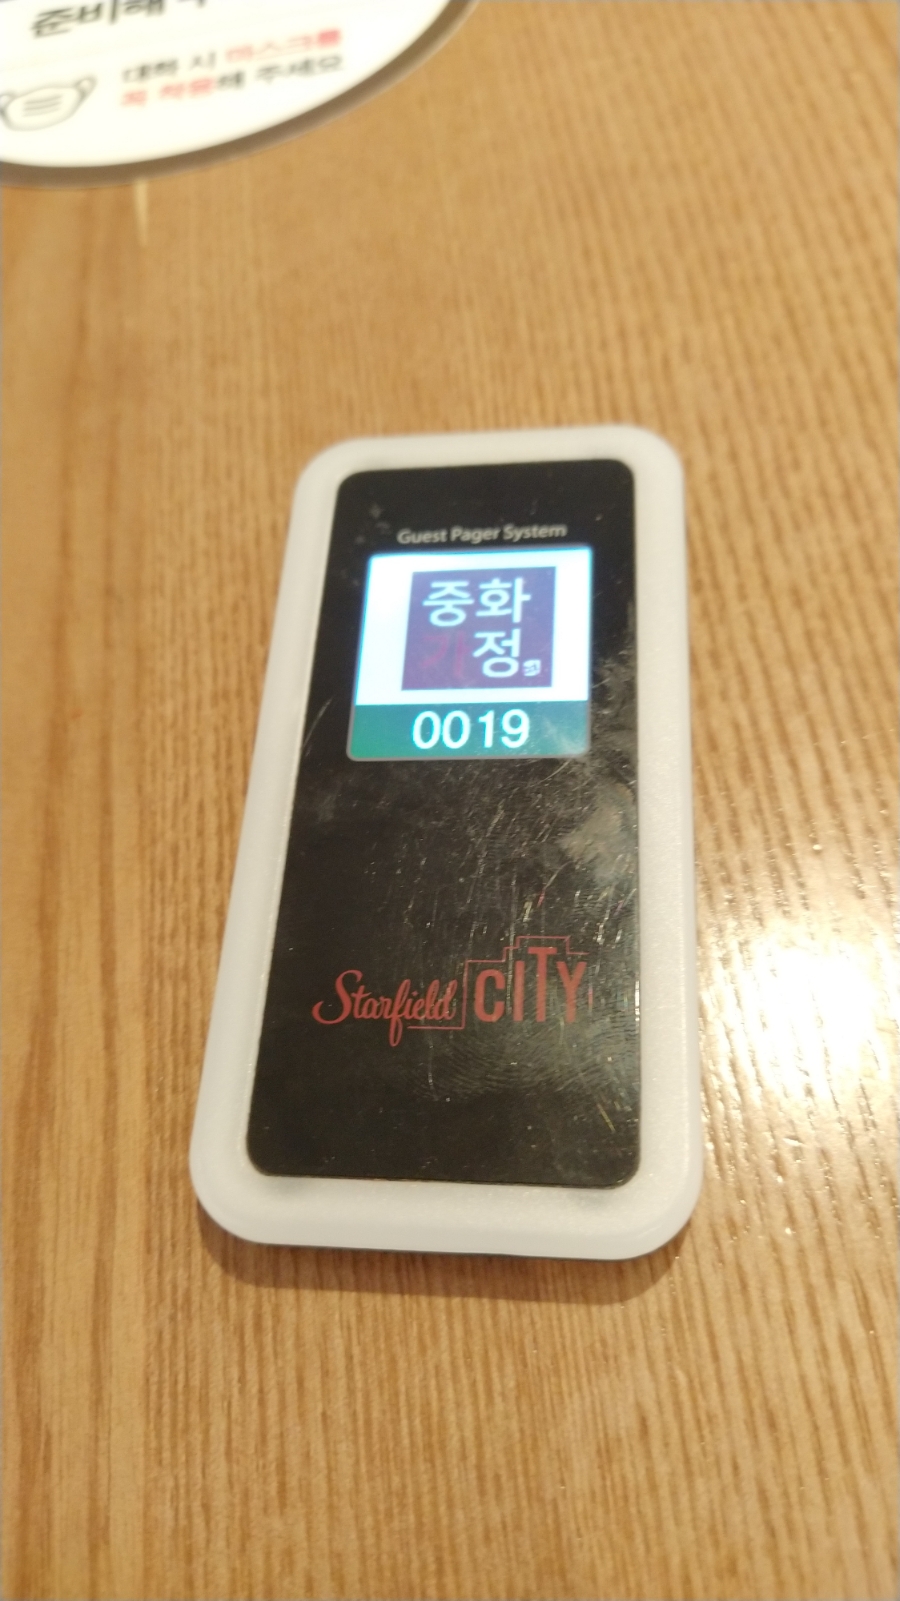 준비해
대화 시 마스크를
꼭 착용해 주세요
Guest Pager System
중화
가정
0019
Starfield CITY